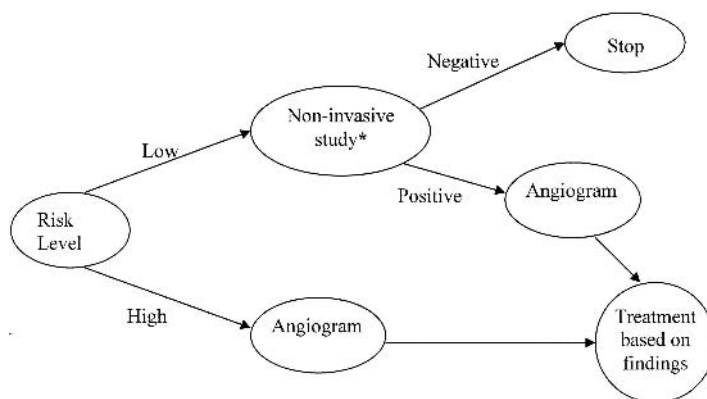 Stop
Negative
Non-invasive
study*
Low
Positive
Angiogram
Risk
Level
High
Angiogram
Treatment
based on
findings